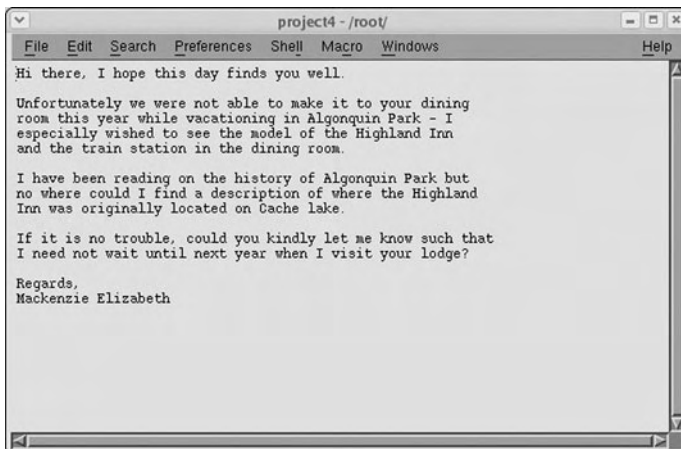 project4 - /root/
File Edit Search Preferences Shell Macro Windows Help
Hi there, I hope this day finds you well.
Unfortunately we were not able to make it to your dining
room this year while vacationing in Algonquin Park - I
especially wished to see the model of the Highland Inn
and the train station in the dining room.
I have been reading on the history of Algonquin Park but
no where could I find a description of where the Highland
Inn was originally located on Cache lake.
If it is no trouble, could you kindly let me know such that
I need not wait until next year when I visit your lodge?
Regards,
Mackenzie Elizabeth